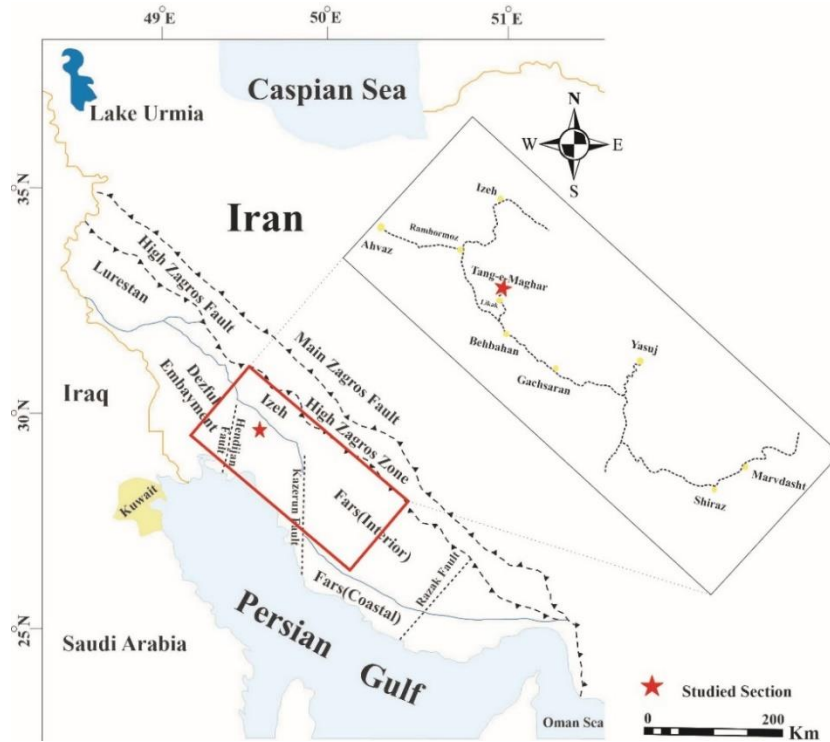 49°E
50°E
51°E
Caspian Sea
Lake Urmia
N
W
E
S
35°N
Iran
Izeh
Ramhormoz
Ahvaz
Tang-e-Maghar
Likak
Behbahan
Yasuj
Gachsaran
Marvdasht
Shiraz
High Zagros Fault
Lurestan
Main Zagros Fault
Iraq
Dezful
Embayment
Izeh
High Zagros Zone
30°N
Hendijan
Fault
Kazerun Fault
Kuwait
Fars(Interior)
Razak Fault
Fars(Coastal)
25°N
Saudi Arabia
Persian Gulf
Oman Sea
Studied Section
0
200
Km